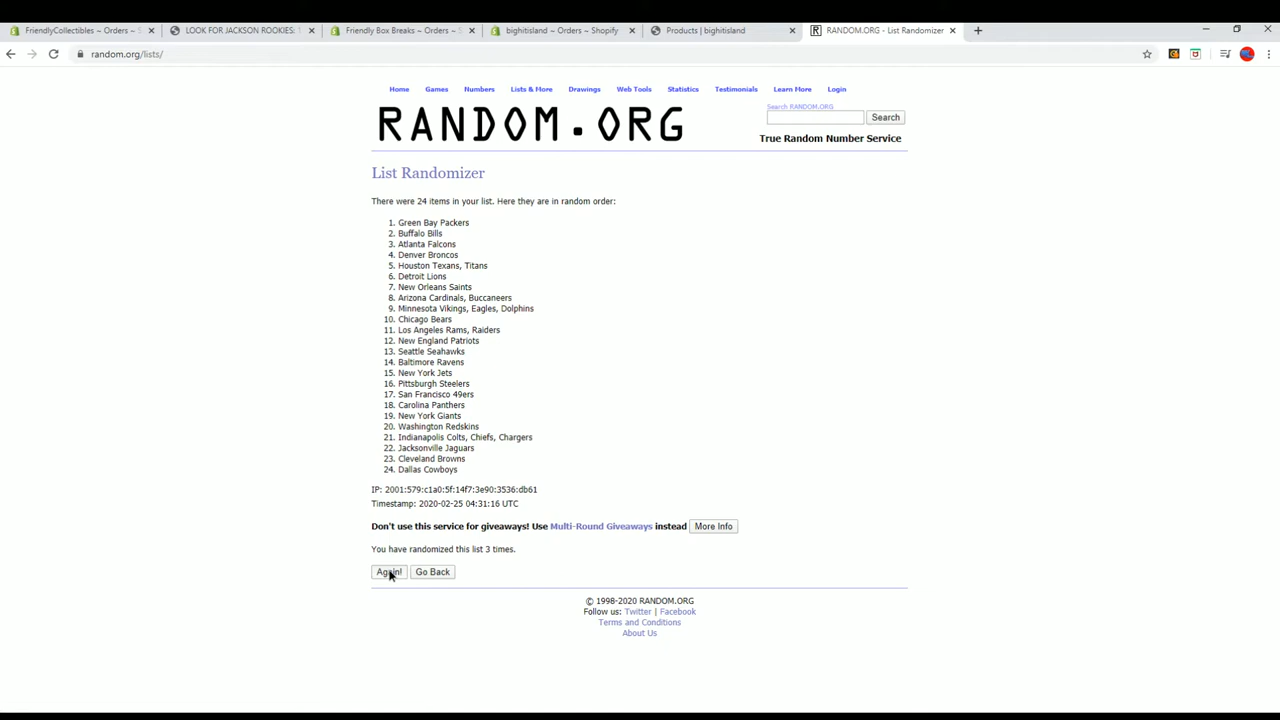 FriendlyCollectibles ~ Orders ~ S
LOOK FOR JACKSON ROOKIES: 
Friendly Box Breaks ~ Orders ~ 
bighitisland ~ Orders ~ Shopify
Products | bighitisland
RANDOM.ORG - List Randomizer
random.org/lists/
Home Games Numbers Lists & More Drawings Web Tools Statistics Testimonials Learn More Login
RANDOM.ORG
Search RANDOM.ORG
Search
True Random Number Service
List Randomizer
There were 24 items in your list. Here they are in random order:
1. Green Bay Packers
2. Buffalo Bills
3. Atlanta Falcons
4. Denver Broncos
5. Houston Texans, Titans
6. Detroit Lions
7. New Orleans Saints
8. Arizona Cardinals, Buccaneers
9. Minnesota Vikings, Eagles, Dolphins
10. Chicago Bears
11. Los Angeles Rams, Raiders
12. New England Patriots
13. Seattle Seahawks
14. Baltimore Ravens
15. New York Jets
16. Pittsburgh Steelers
17. San Francisco 49ers
18. Carolina Panthers
19. New York Giants
20. Washington Redskins
21. Indianapolis Colts, Chiefs, Chargers
22. Jacksonville Jaguars
23. Cleveland Browns
24. Dallas Cowboys
IP: 2001:579:c1a0:5f:14f7:3e90:3536:db61
Timestamp: 2020-02-25 04:31:16 UTC
Don't use this service for giveaways! Use Multi-Round Giveaways instead More Info
You have randomized this list 3 times.
Again! Go Back
© 1998-2020 RANDOM.ORG
Follow us: Twitter | Facebook
Terms and Conditions
About Us